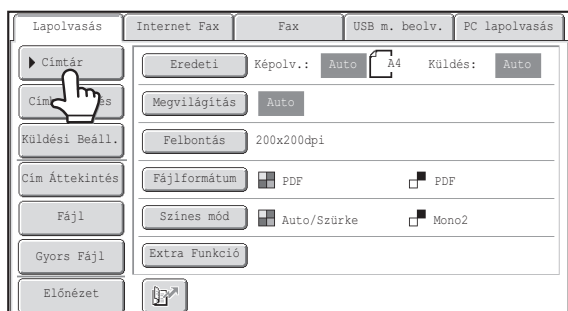 Lapolvasás Internet Fax Fax USB m. beolv. PC lapolvasás
Címtár
Küldési Beáll.
Cím Áttekintés
Fájl
Gyors Fájl
Előnézet
Eredeti Képolv.: Auto A4 Küldés: Auto
Megvilágítás Auto
Felbontás 200x200dpi
Fájlformátum PDF PDF
Színes mód Auto/Szürke Mono2
Extra Funkció